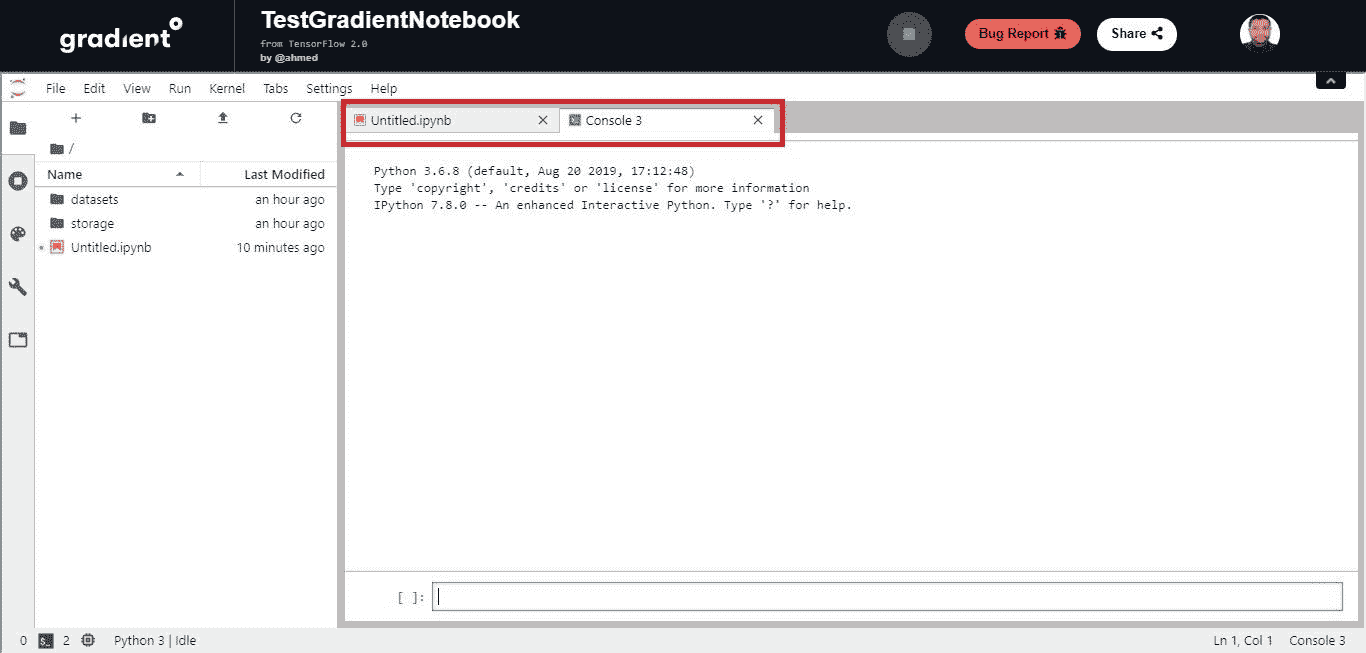 gradient
TestGradientNotebook
from TensorFlow 2.0
by @ahmed
Bug Report
Share
File Edit View Run Kernel Tabs Settings Help
Untitled.ipynb
Console 3
/
Name Last Modified
datasets an hour ago
storage an hour ago
Untitled.ipynb 10 minutes ago
Python 3.6.8 (default, Aug 20 2019, 17:12:48)
Type 'copyright', 'credits' or 'license' for more information
IPython 7.8.0 -- An enhanced Interactive Python. Type '?' for help.
[ ]:
0 $_ 2 Python 3 | Idle Ln 1, Col 1 Console 3